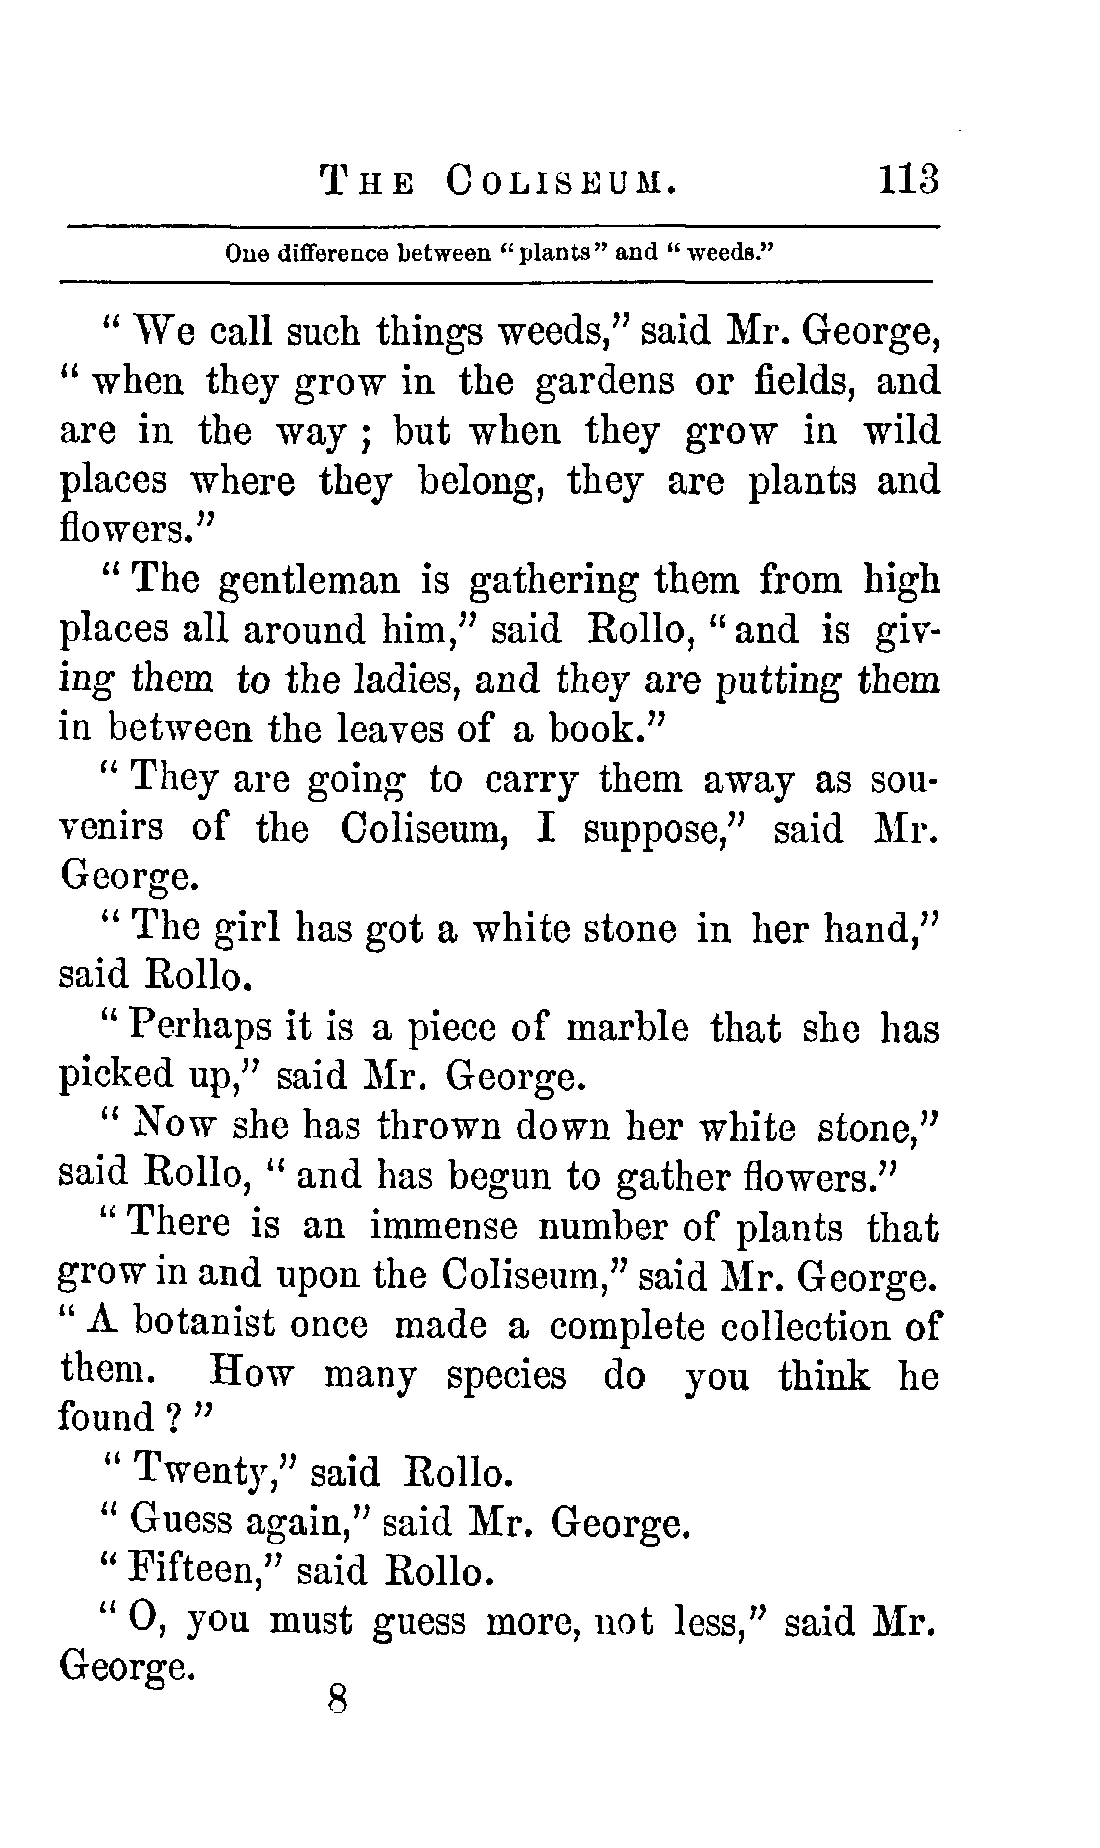 THE COLISEUM. 113
One difference between "plants" and "weeds."
"We call such things weeds," said Mr. George,
"when they grow in the gardens or fields, and
are in the way; but when they grow in wild
places where they belong, they are plants and
flowers."
"The gentleman is gathering them from high
places all around him," said Rollo, "and is giv-
ing them to the ladies, and they are putting them
in between the leaves of a book."
"They are going to carry them away as sou-
venirs of the Coliseum, I suppose," said Mr.
George.
"The girl has got a white stone in her hand,"
said Rollo.
"Perhaps it is a piece of marble that she has
picked up," said Mr. George.
"Now she has thrown down her white stone,"
said Rollo, "and has begun to gather flowers."
"There is an immense number of plants that
grow in and upon the Coliseum," said Mr. George.
"A botanist once made a complete collection of
them. How many species do you think he
found?"
"Twenty," said Rollo.
"Guess again," said Mr. George.
"Fifteen," said Rollo.
"O, you must guess more, not less," said Mr.
George.
8